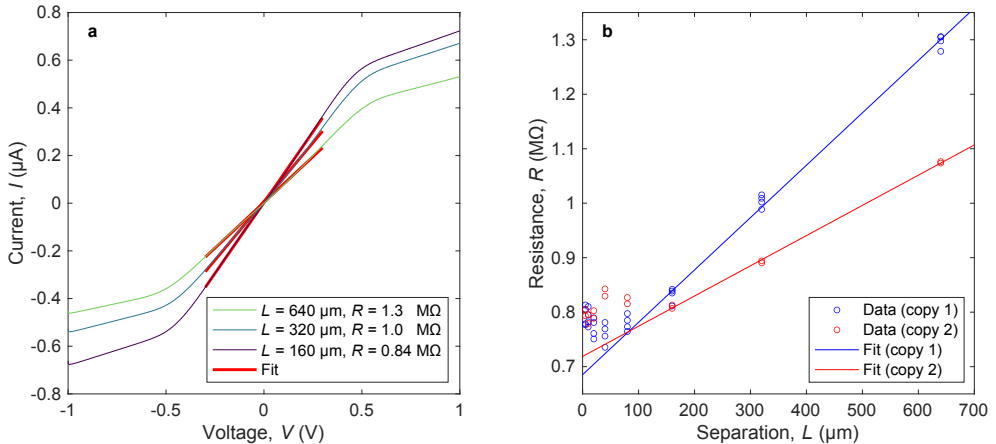 a
0.8
0.6
0.4
0.2
0
-0.2
-0.4
-0.6
-0.8
Current, I (µA)
-1
-0.5
0
0.5
1
Voltage, V (V)
L = 640 µm, R = 1.3 MΩ
L = 320 µm, R = 1.0 MΩ
L = 160 µm, R = 0.84 MΩ
Fit
b
1.3
1.2
1.1
1
0.9
0.8
0.7
Resistance, R (MΩ)
0
100
200
300
400
500
600
700
Separation, L (µm)
Data (copy 1)
Data (copy 2)
Fit (copy 1)
Fit (copy 2)